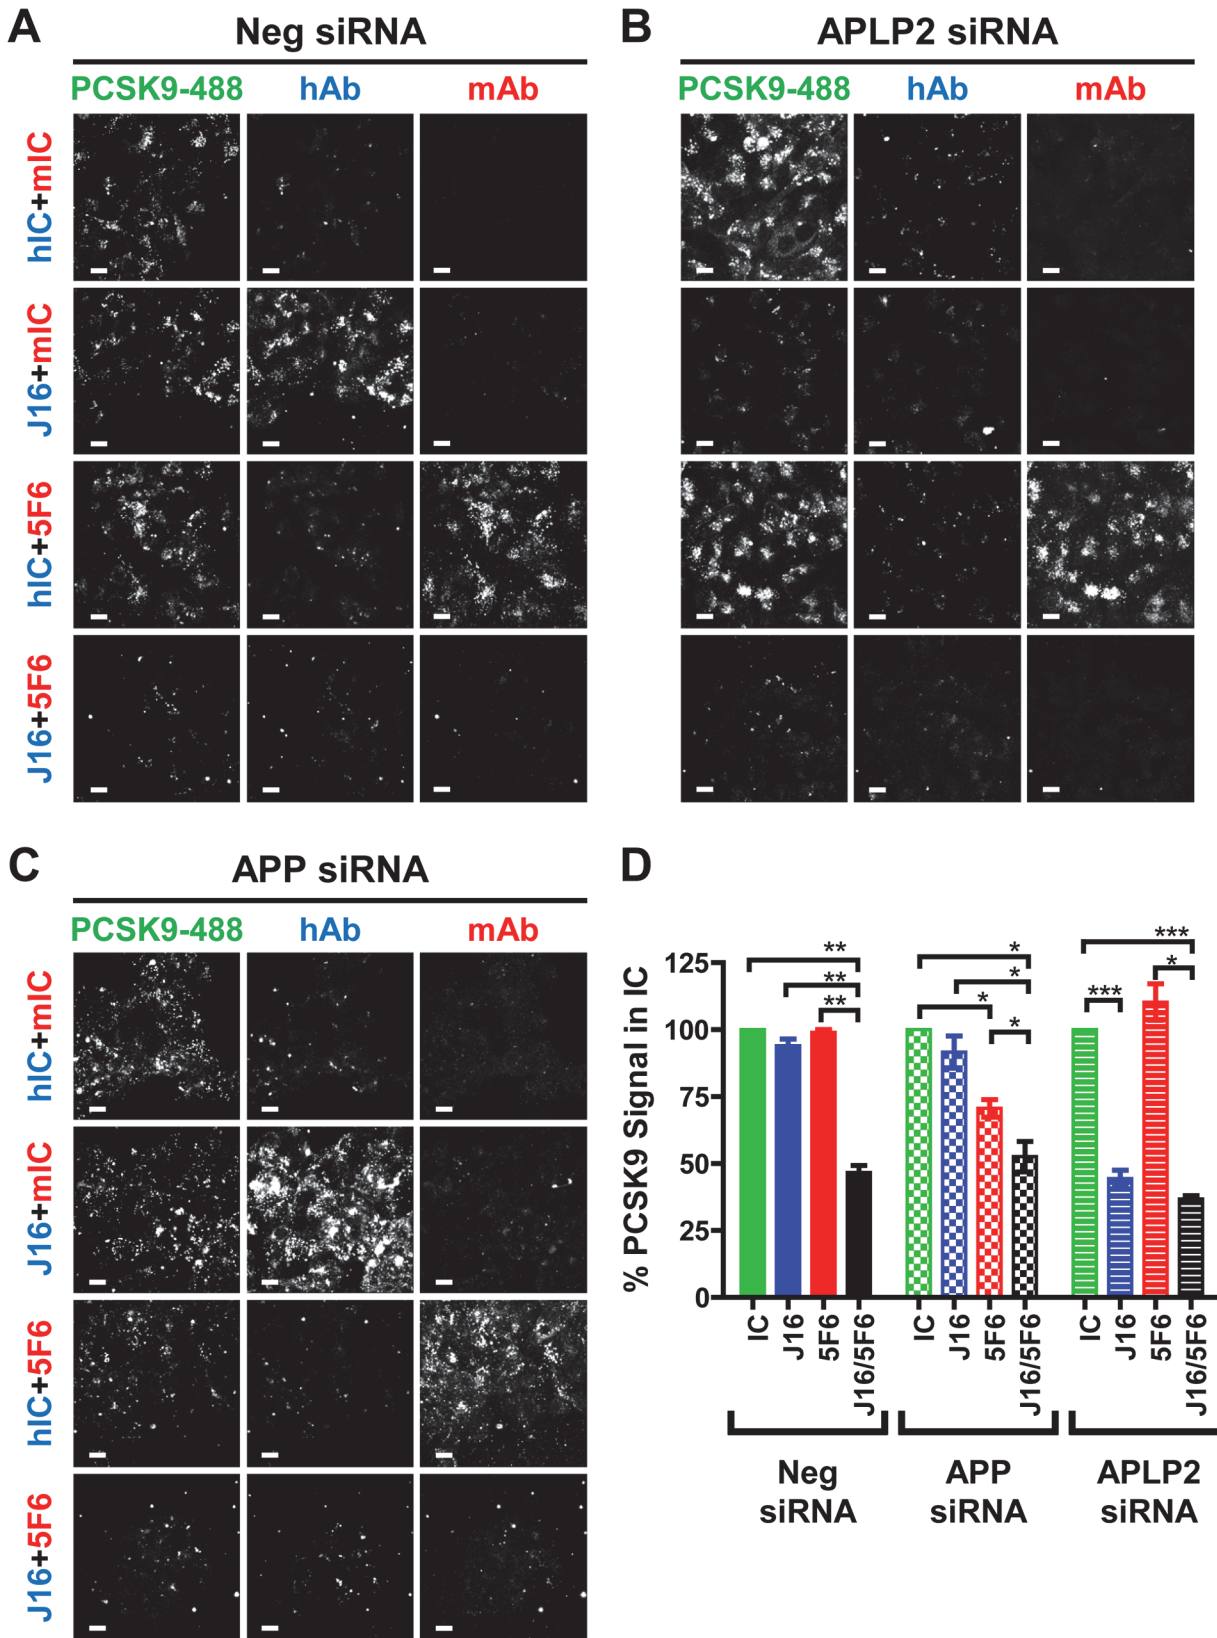 A
Neg siRNA
PCSK9-488 hAb mAb
hIC+mIC
J16+mIC
hIC+5F6
J16+5F6
B
APLP2 siRNA
PCSK9-488 hAb mAb
C
APP siRNA
PCSK9-488 hAb mAb
hIC+mIC
J16+mIC
hIC+5F6
J16+5F6
D
% PCSK9 Signal in IC
125
100
75
50
25
0
** ** **
* * * *
*** *** *
IC J16 5F6 J16/5F6 IC J16 5F6 J16/5F6 IC J16 5F6 J16/5F6
Neg APP APLP2
siRNA siRNA siRNA